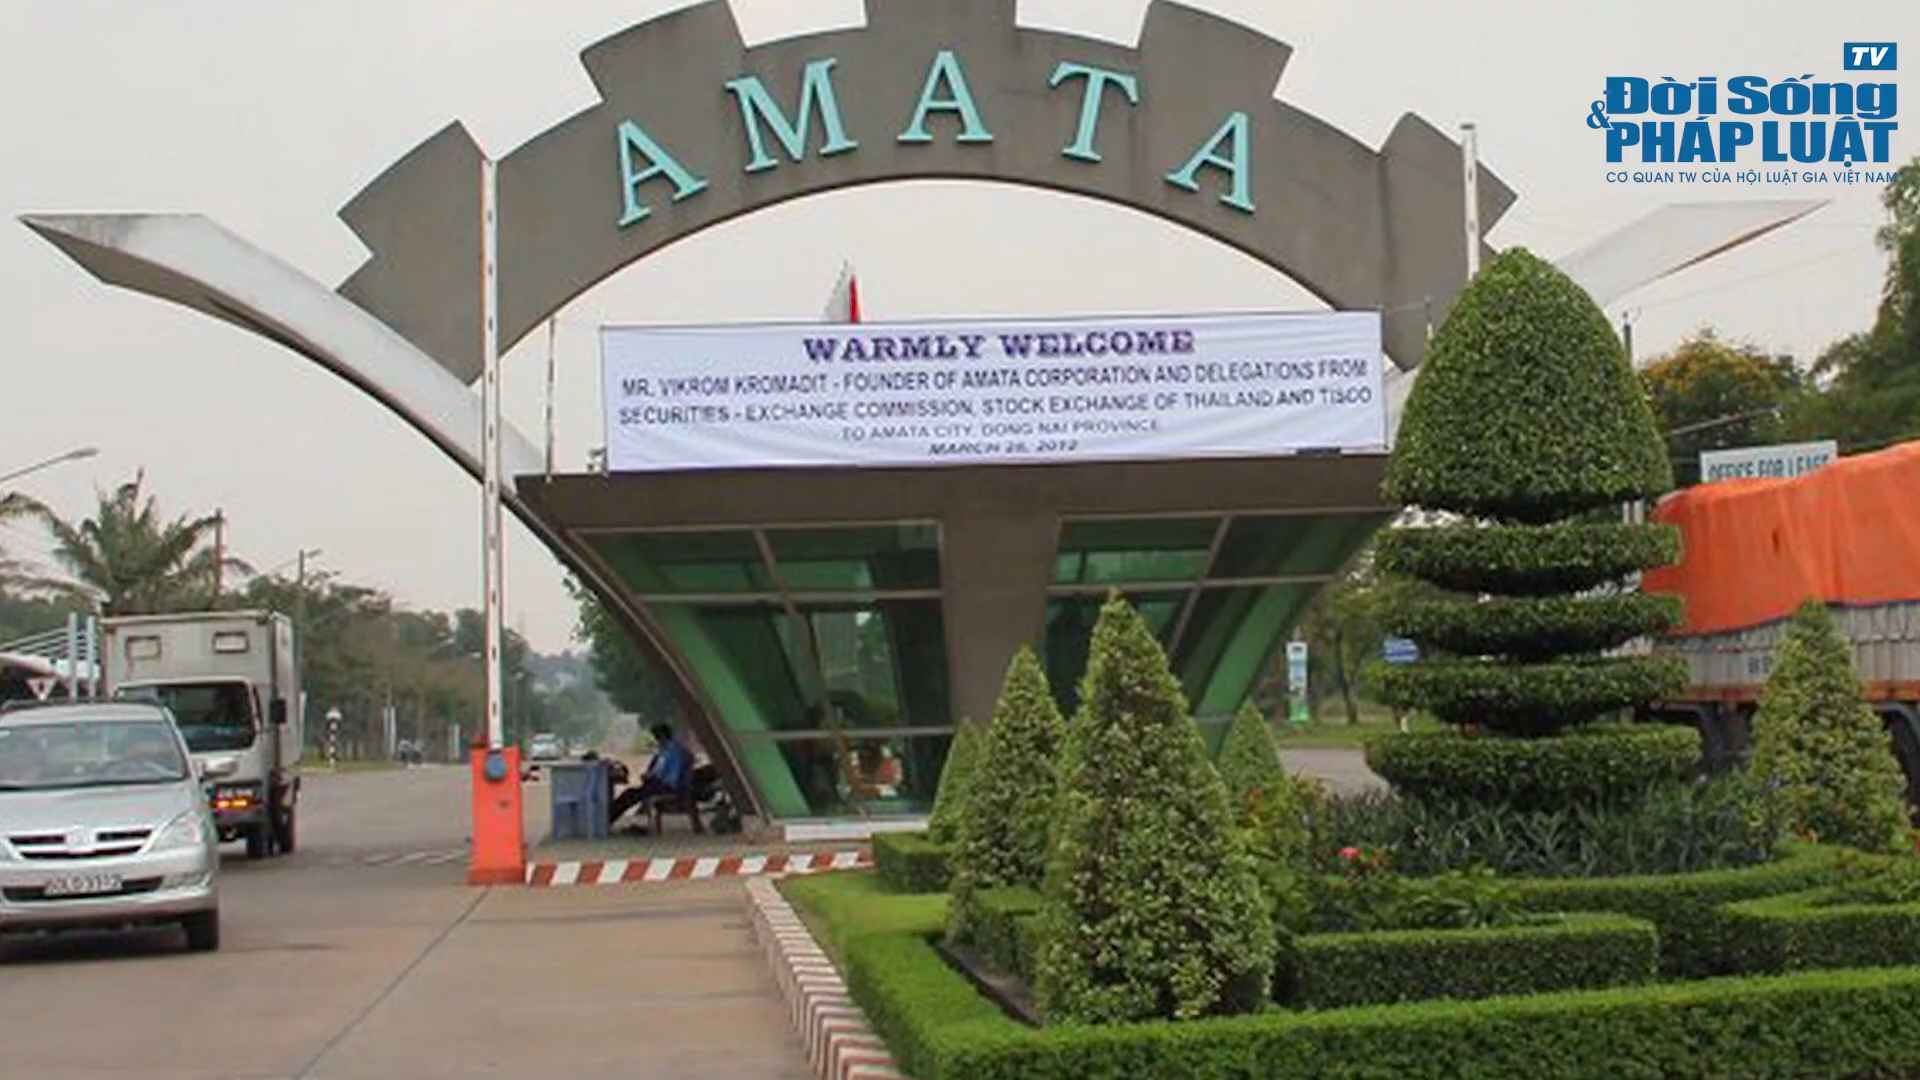 AMATA
TV
Đời Sống
& PHÁP LUẬT
CƠ QUAN TW CỦA HỘI LUẬT GIA VIỆT NAM
WARMLY WELCOME
MR. VIKROM KROMADIT - FOUNDER OF AMATA CORPORATION AND DELEGATIONS FROM
SECURITIES - EXCHANGE COMMISSION, STOCK EXCHANGE OF THAILAND AND TISCO
TO AMATA CITY, DONG NAI PROVINCE
MARCH 28, 2012
OFFICE FOR LEASE